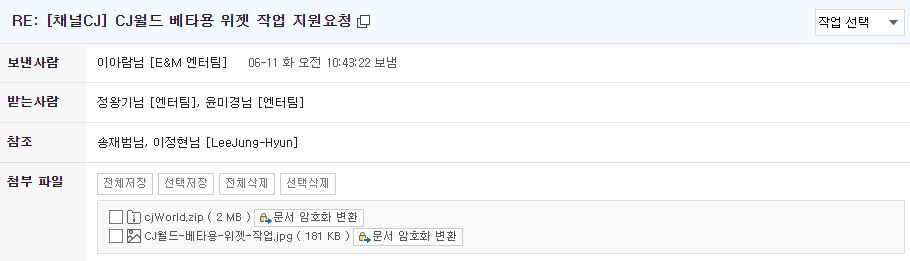 RE: [채널CJ] CJ월드 베타용 위젯 작업 지원요청
작업 선택
보낸사람 이아람님 [E&M 엔터팀] 06-11 화 오전 10:43:22 보냄
받는사람 정왕기님 [엔터팀], 윤미경님 [엔터팀]
참조 송재범님, 이정현님 [LeeJung-Hyun]
첨부 파일 전체저장 선택저장 전체삭제 선택삭제
cjWorld.zip ( 2 MB ) 문서 암호화 변환
CJ월드-베타용-위젯-작업.jpg ( 181 KB ) 문서 암호화 변환